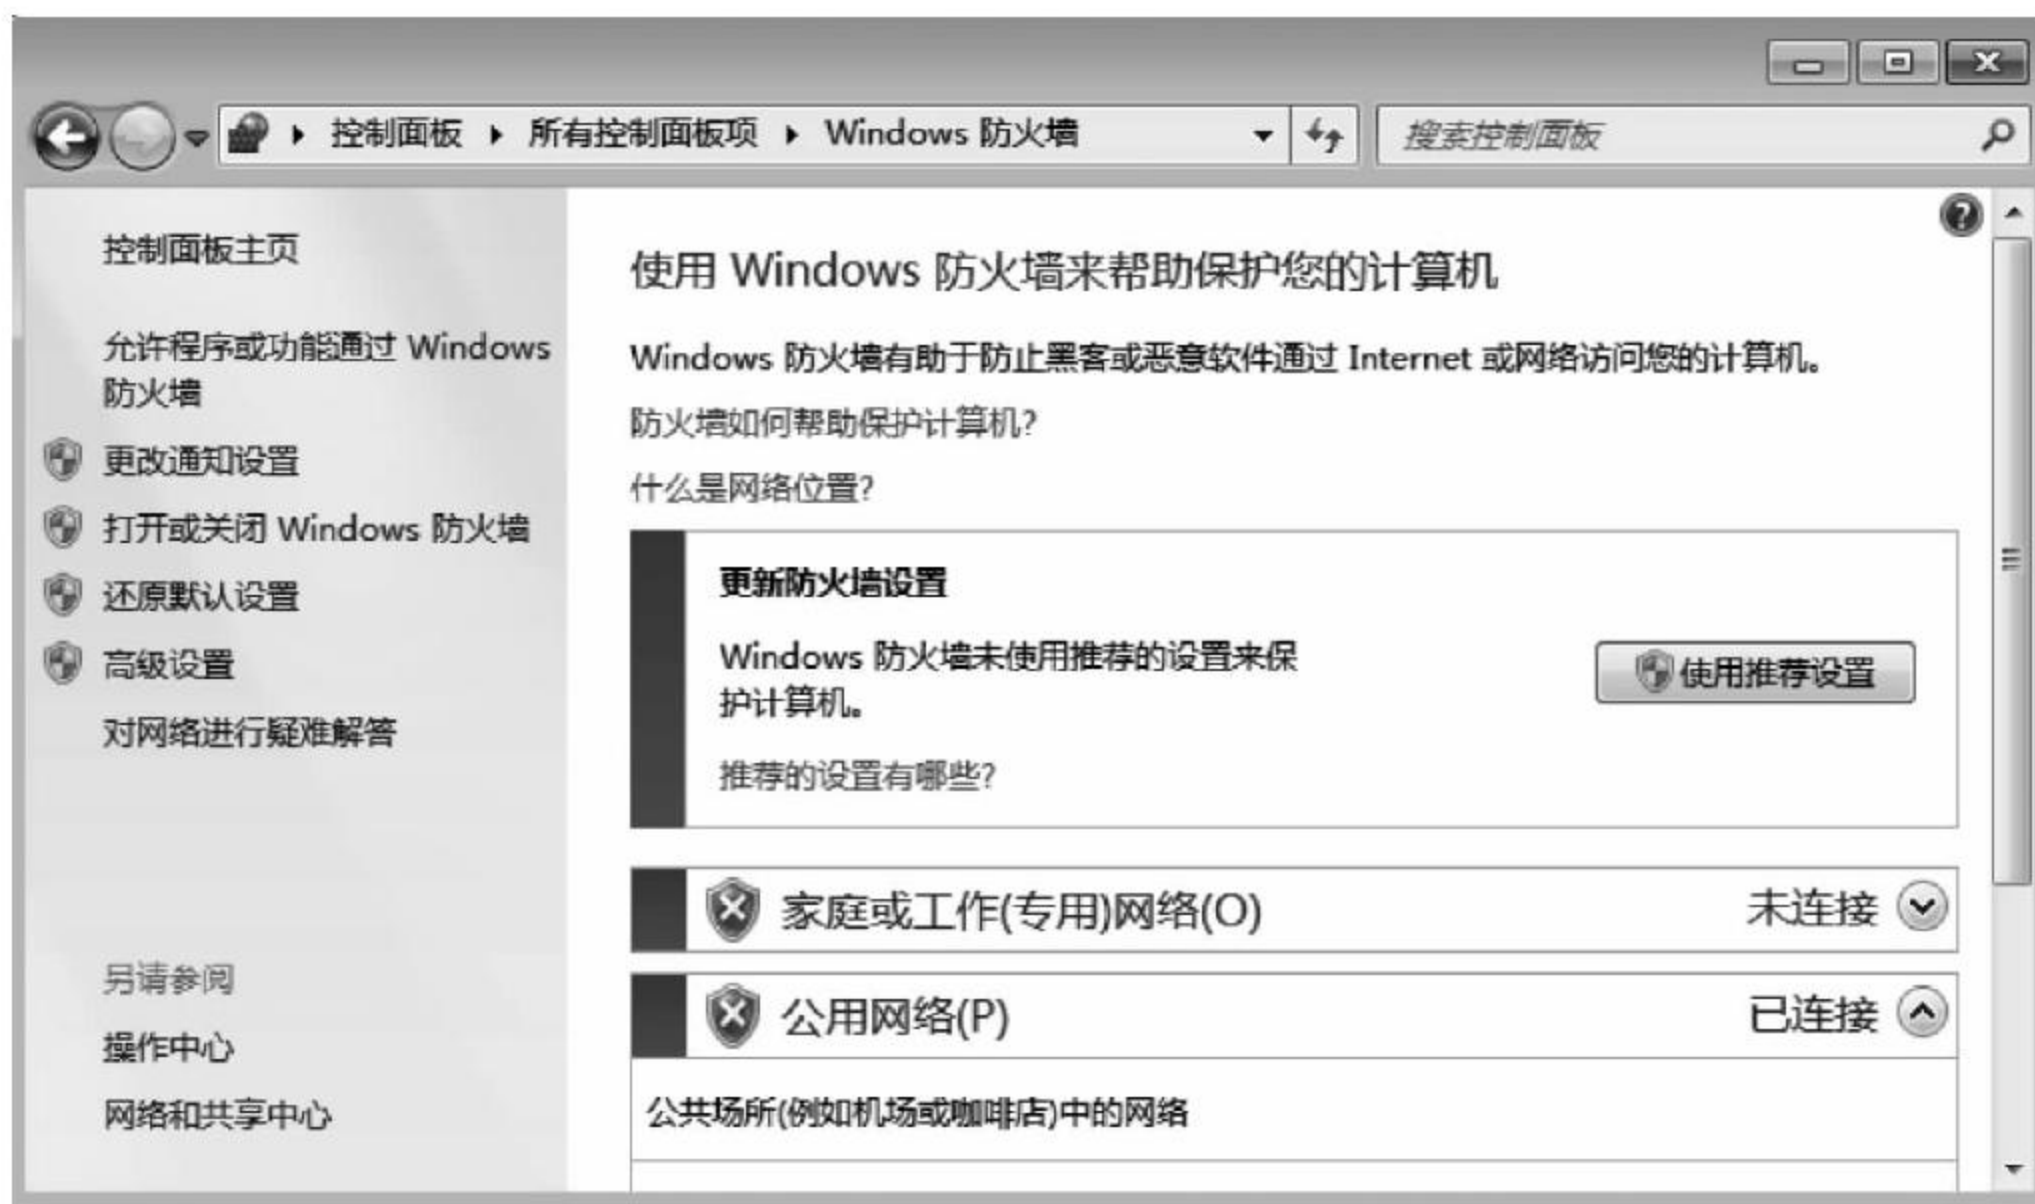 控制面板 ▸ 所有控制面板项 ▸ Windows 防火墙
搜索控制面板
控制面板主页
允许程序或功能通过 Windows
防火墙
更改通知设置
打开或关闭 Windows 防火墙
还原默认设置
高级设置
对网络进行疑难解答
另请参阅
操作中心
网络和共享中心
使用 Windows 防火墙来帮助保护您的计算机
Windows 防火墙有助于防止黑客或恶意软件通过 Internet 或网络访问您的计算机。
防火墙如何帮助保护计算机?
什么是网络位置?
更新防火墙设置
Windows 防火墙未使用推荐的设置来保
护计算机。
使用推荐设置
推荐的设置有哪些?
家庭或工作(专用)网络(O) 未连接
公用网络(P) 已连接
公共场所(例如机场或咖啡店)中的网络